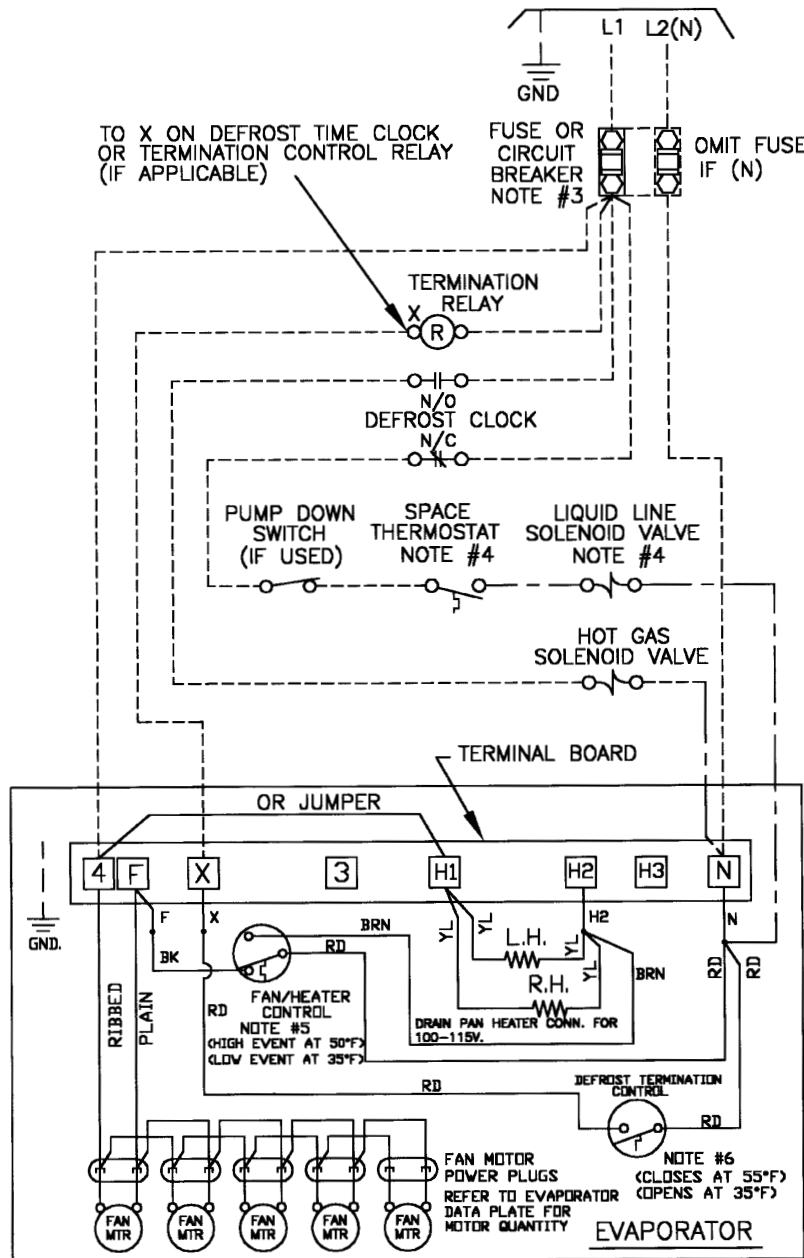 L1 L2(N)
GND
TO X ON DEFROST TIME CLOCK
OR TERMINATION CONTROL RELAY
(IF APPLICABLE)
FUSE OR
CIRCUIT
BREAKER
NOTE #3
OMIT FUSE
IF (N)
TERMINATION
RELAY
X
R
N/O
DEFROST CLOCK
N/C
PUMP DOWN
SWITCH
(IF USED)
SPACE
THERMOSTAT
NOTE #4
LIQUID LINE
SOLENOID VALVE
NOTE #4
HOT GAS
SOLENOID VALVE
TERMINAL BOARD
OR JUMPER
4 F X 3 H1 H2 H3 N
GND.
F
X
BK
BRN
RD
YL
YL
L.H.
YL
H2
R.H.
YL
BRN
N
RD
RD
RIBBED
PLAIN
RD
FAN/HEATER
CONTROL
NOTE #5
(HIGH EVENT AT 50°F)
(LOW EVENT AT 35°F)
DRAIN PAN HEATER CONN. FOR
100-115V.
RD
DEFROST TERMINATION
CONTROL
RD
NOTE #6
(CLOSES AT 55°F)
(OPENS AT 35°F)
FAN MOTOR
POWER PLUGS
REFER TO EVAPORATOR
DATA PLATE FOR
MOTOR QUANTITY
FAN
MTR
FAN
MTR
FAN
MTR
FAN
MTR
FAN
MTR
EVAPORATOR